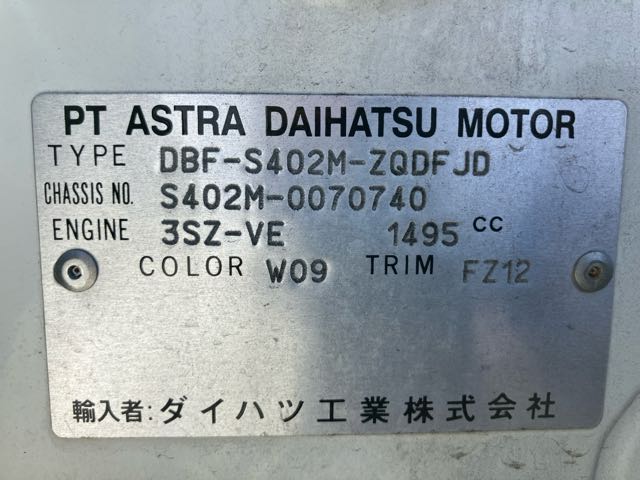 PT ASTRA DAIHATSU MOTOR
TYPE DBF-S402M-ZQDFJD
CHASSIS NO. S402M-0070740
ENGINE 3SZ-VE 1495 CC
COLOR W09 TRIM FZ12
輸入者: ダイハツ工業株式会社